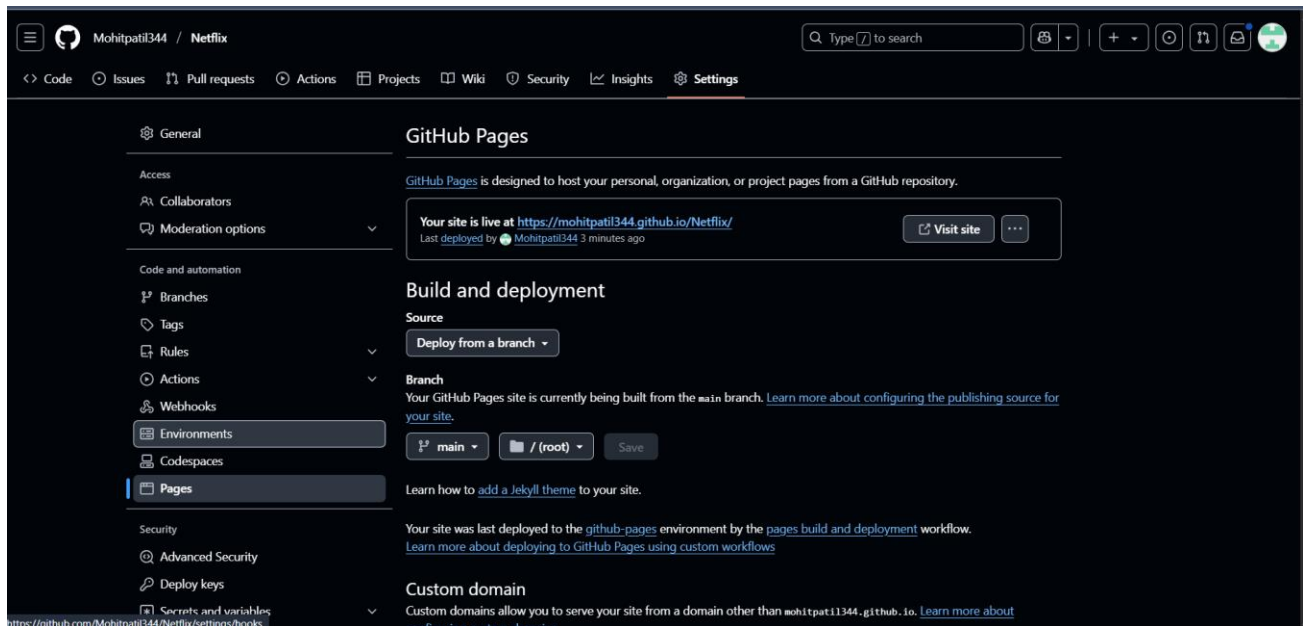 Mohitpatil344 / Netflix
Type / to search
Code Issues Pull requests Actions Projects Wiki Security Insights Settings
General
Access
Collaborators
Moderation options
Code and automation
Branches
Tags
Rules
Actions
Webhooks
Environments
Codespaces
Pages
Security
Advanced Security
Deploy keys
Secrets and variables
https://github.com/Mohitpatil344/Netflix/settings/hooks
GitHub Pages
GitHub Pages is designed to host your personal, organization, or project pages from a GitHub repository.
Your site is live at https://mohitpatil344.github.io/Netflix/
Last deployed by Mohitpatil344 3 minutes ago
Visit site
Build and deployment
Source
Deploy from a branch
Branch
Your GitHub Pages site is currently being built from the main branch. Learn more about configuring the publishing source for
your site.
main / (root) Save
Learn how to add a Jekyll theme to your site.
Your site was last deployed to the github-pages environment by the pages build and deployment workflow.
Learn more about deploying to GitHub Pages using custom workflows
Custom domain
Custom domains allow you to serve your site from a domain other than mohitpatil344.github.io. Learn more about